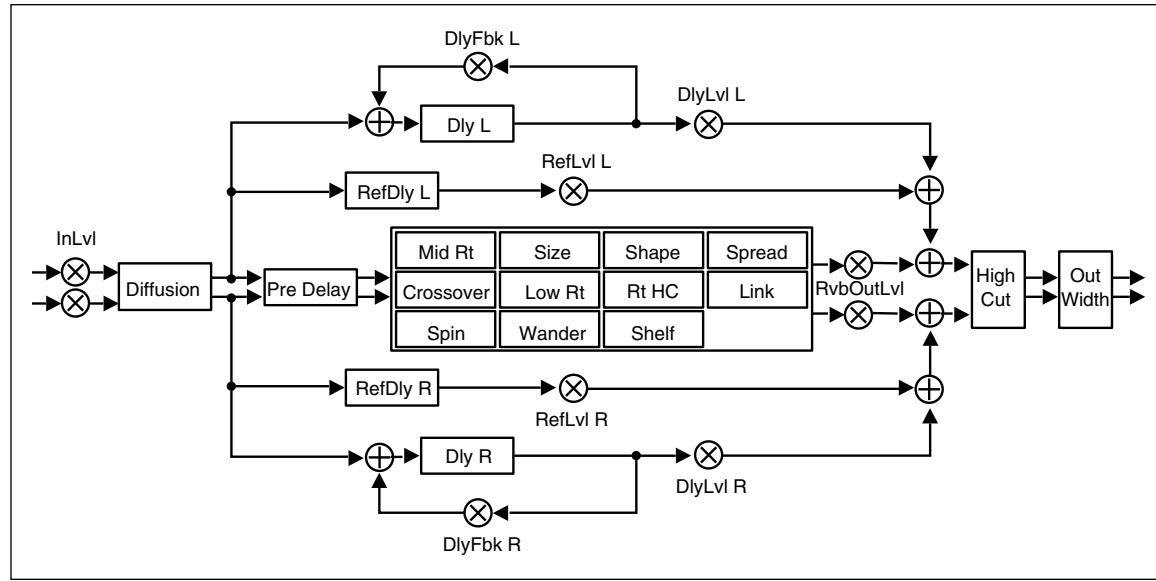 DlyFbk L
DlyLvl L
Dly L
RefLvl L
RefDly L
InLvl
Diffusion
Pre Delay
Mid Rt
Size
Shape
Spread
Crossover
Low Rt
Rt HC
Link
Spin
Wander
Shelf
RvbOutLvl
High
Cut
Out
Width
RefDly R
RefLvl R
Dly R
DlyLvl R
DlyFbk R